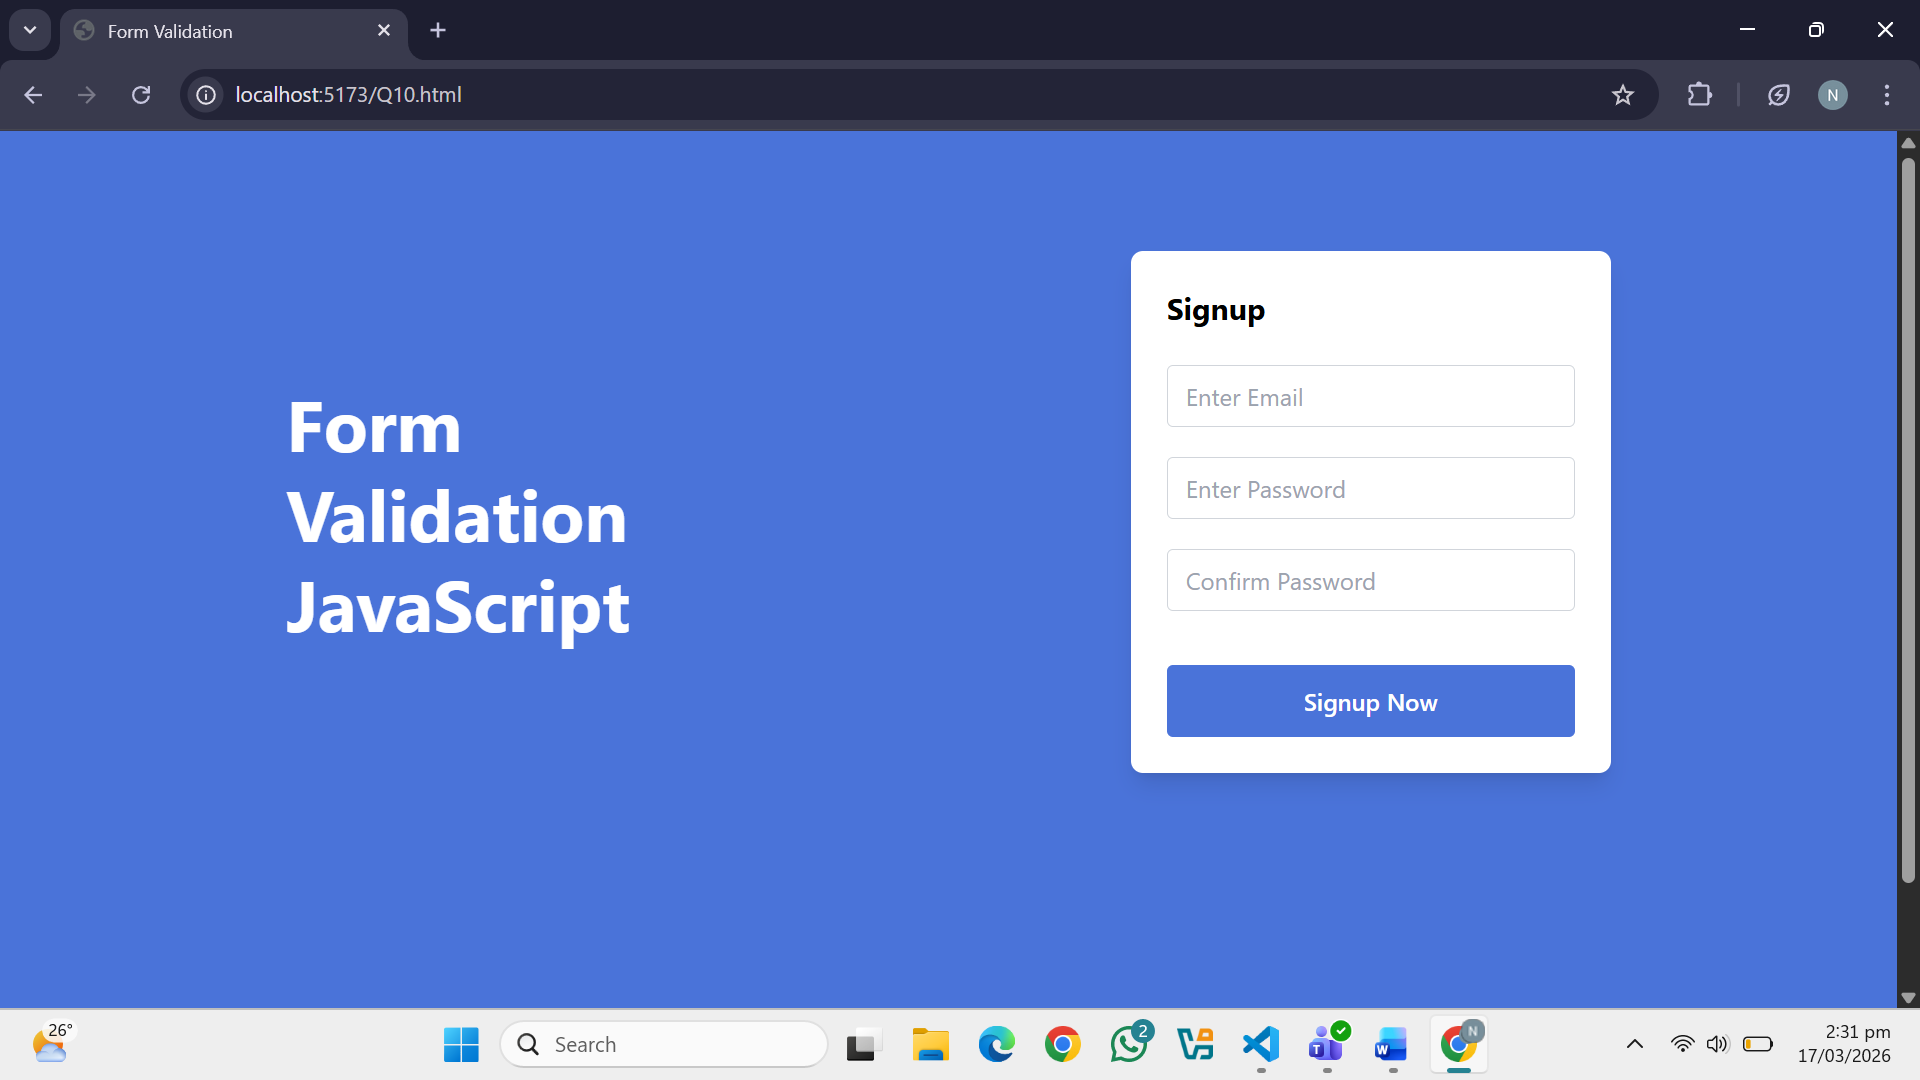 Form Validation
localhost:5173/Q10.html
N
Form
Validation
JavaScript
Signup
Enter Email
Enter Password
Confirm Password
Signup Now
26°
Search
2
T
W
N
2:31 pm
17/03/2026